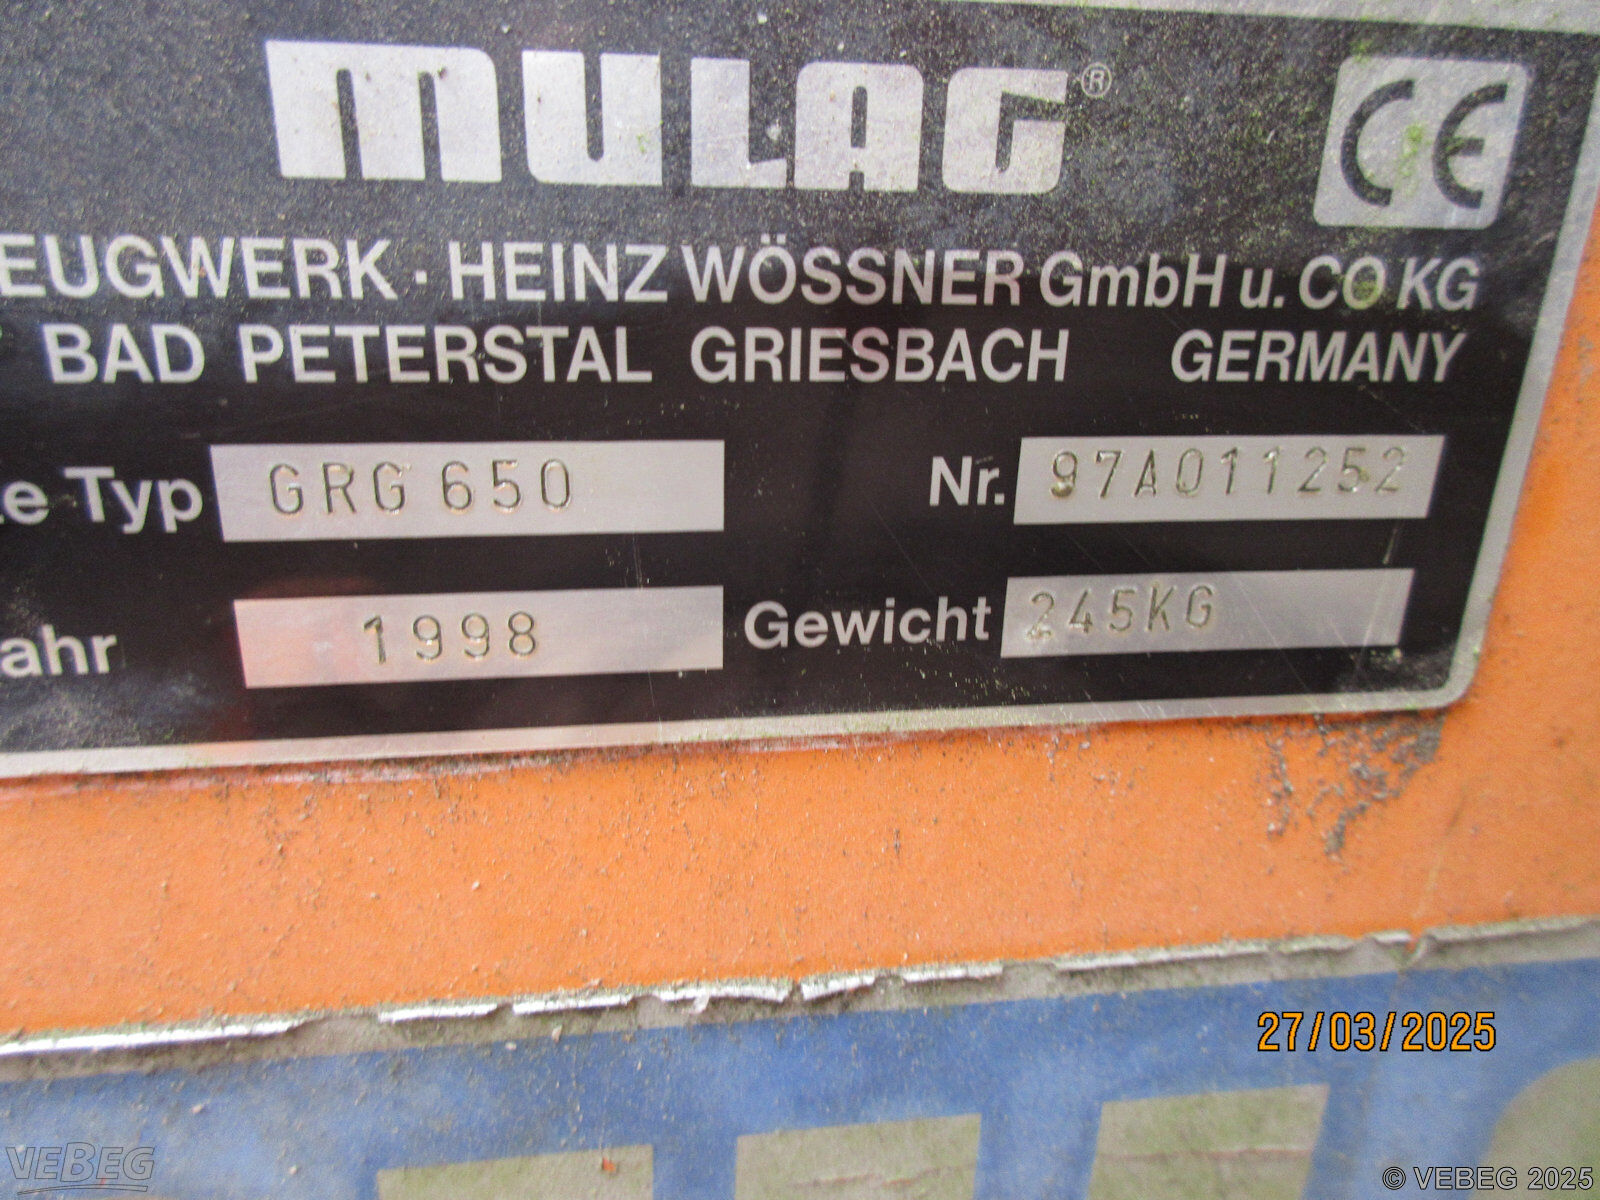 MULAG®
CE
EUGWERK · HEINZ WÖSSNER GmbH u. CO KG
BAD PETERSTAL GRIESBACH GERMANY
e Typ GRG 650 Nr. 97A011252
ahr 1998 Gewicht 245KG
27/03/2025
VEBEG
© VEBEG 2025